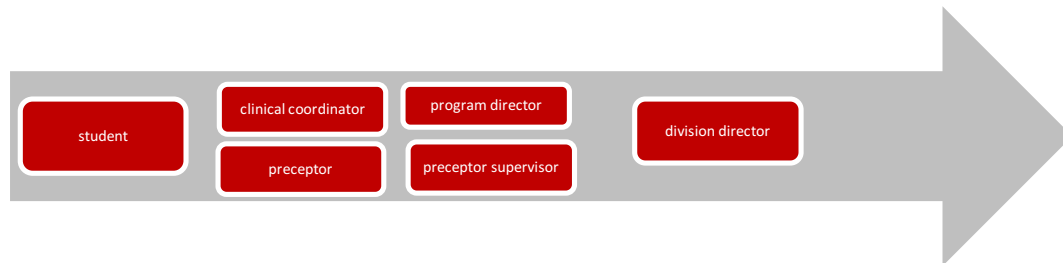 student
clinical coordinator
preceptor
program director
preceptor supervisor
division director